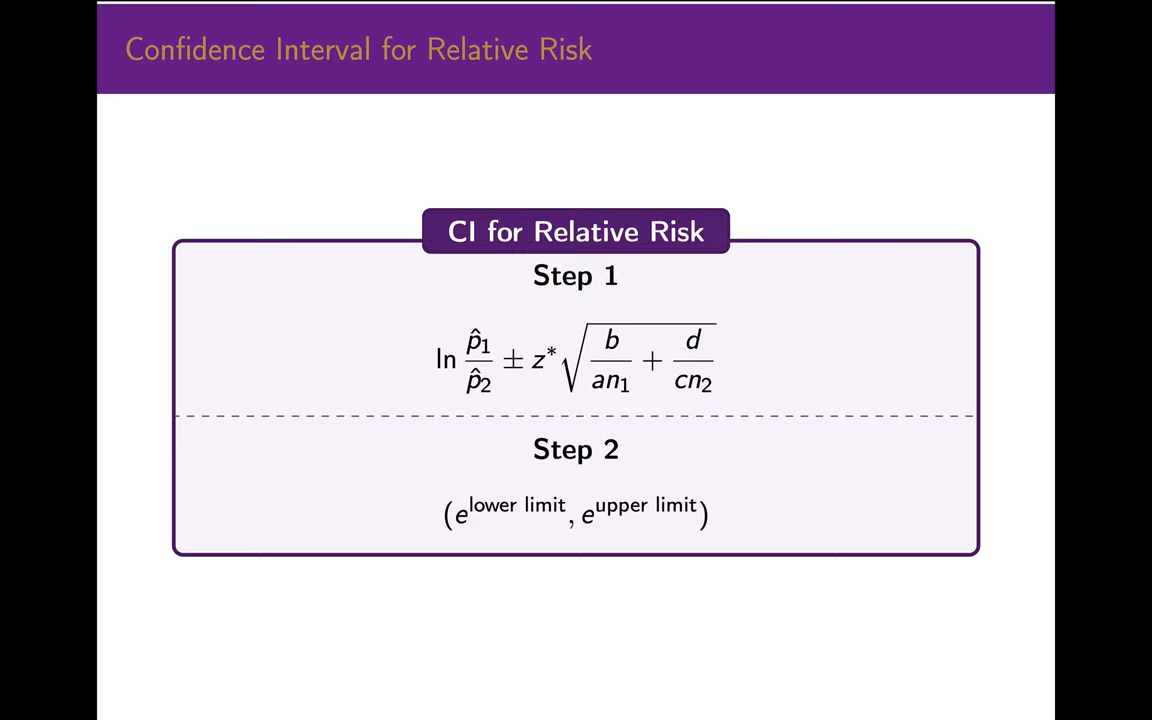 Confidence Interval for Relative Risk
CI for Relative Risk
Step 1
ln p̂₁/p̂₂ ± z* √(b/(an₁) + d/(cn₂))
Step 2
(e^lower limit, e^upper limit)